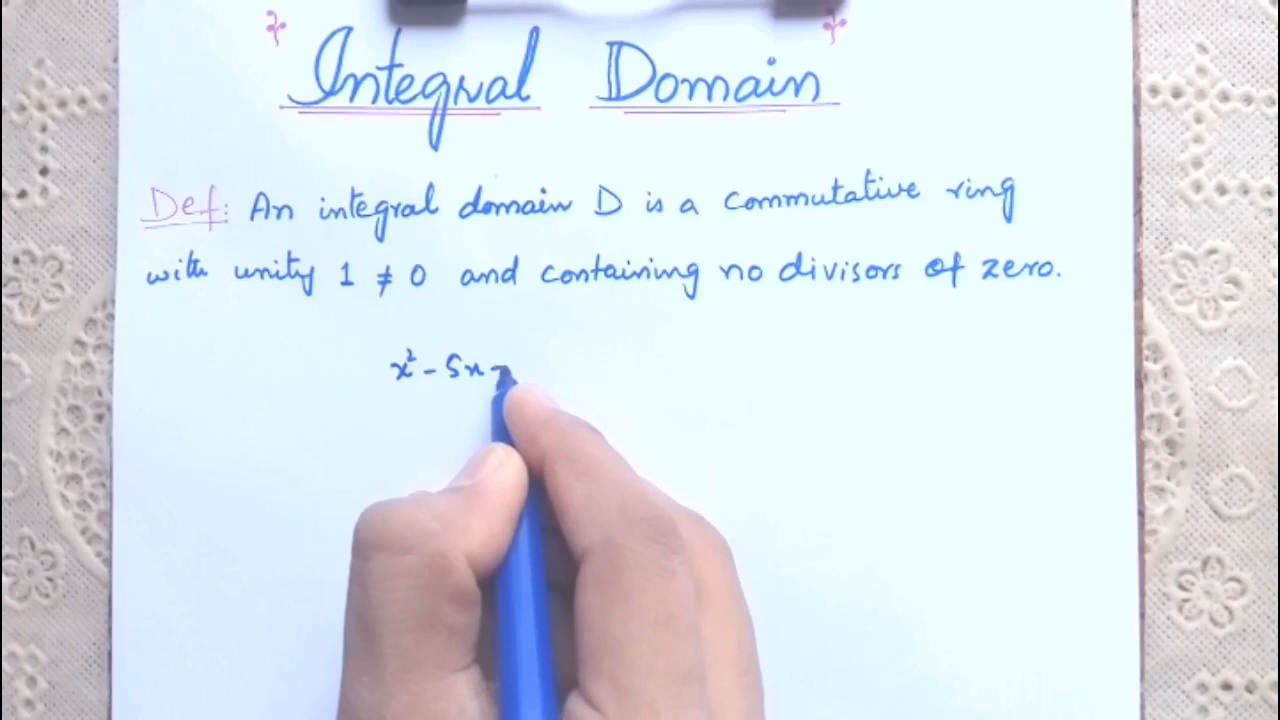 Integral Domain
Def: An integral domain D is a commutative ring
with unity 1 ≠ 0 and containing no divisors of zero.
x² - 5x